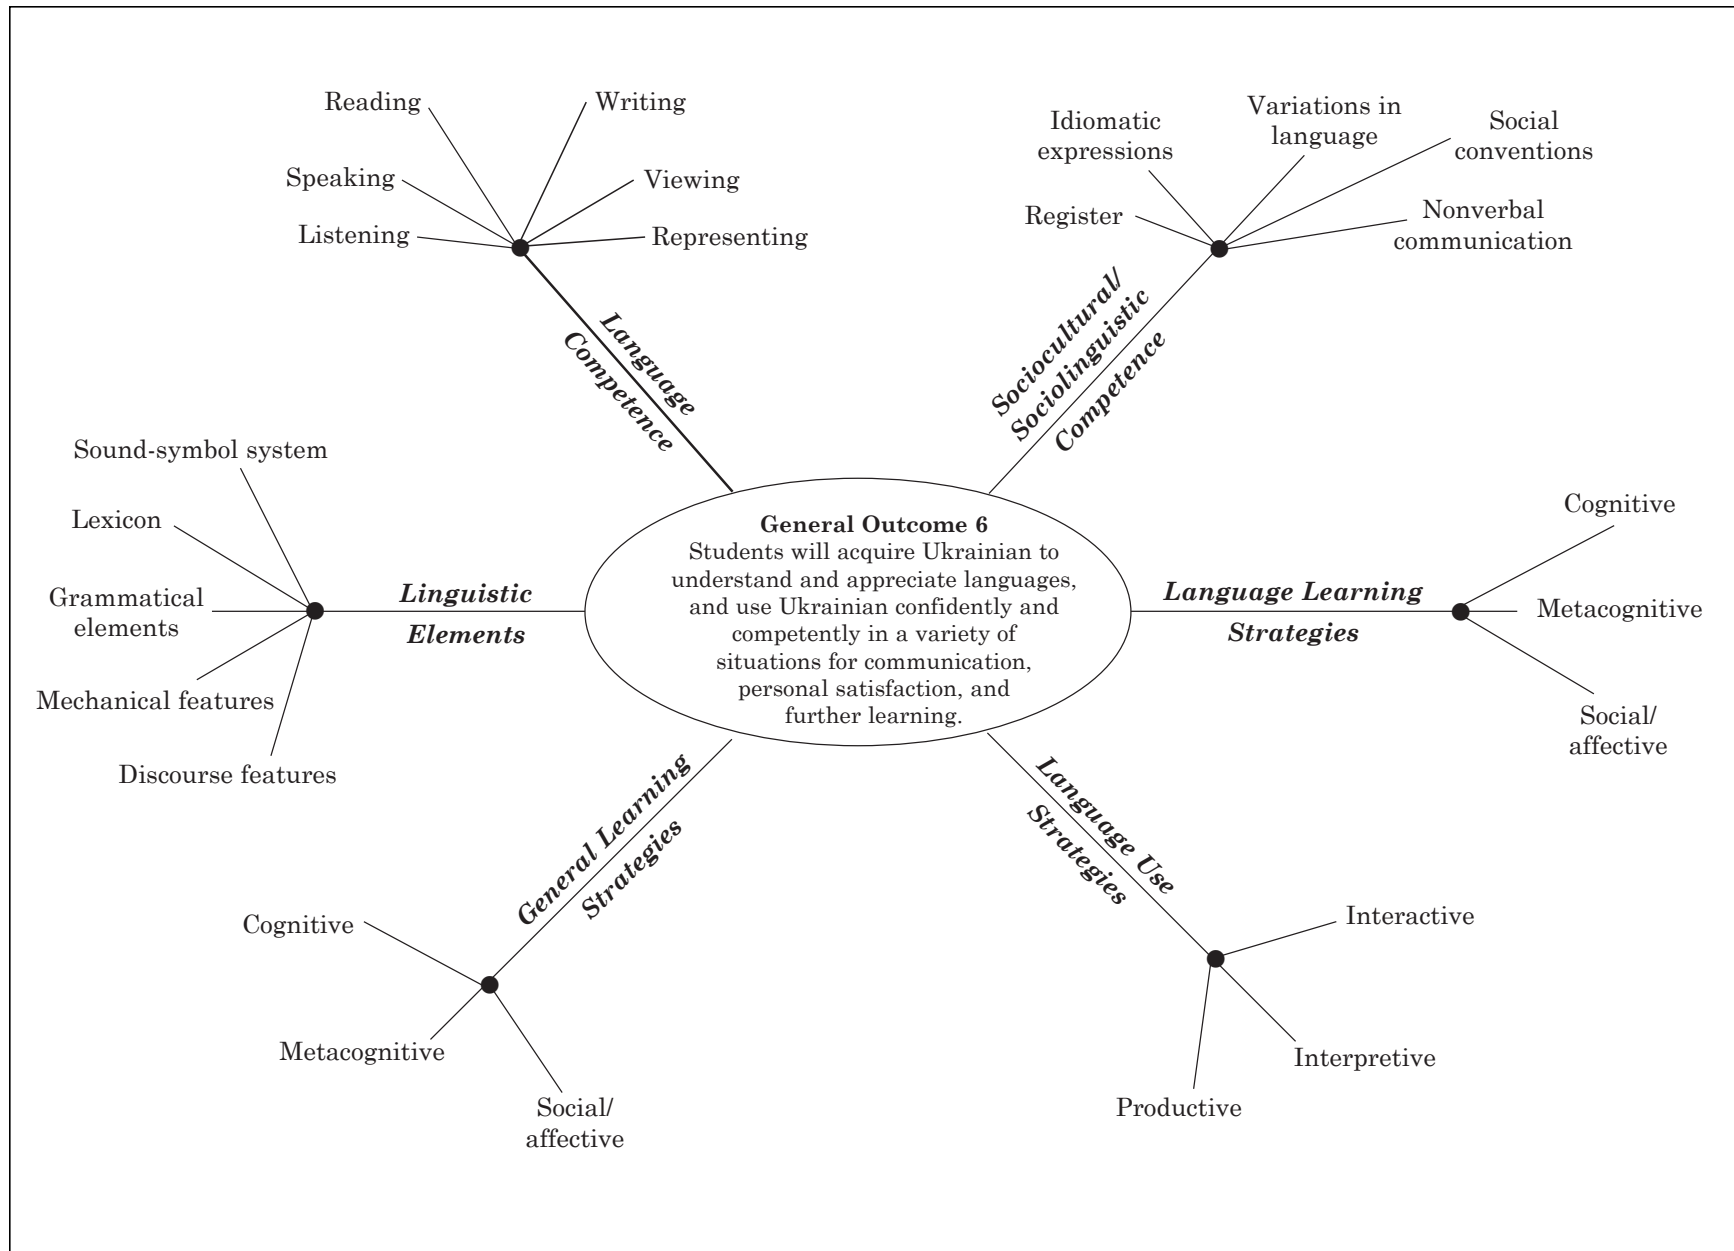 Reading
Writing
Speaking
Viewing
Listening
Representing
Language
Competence
Idiomatic
expressions
Variations in
language
Social
conventions
Register
Nonverbal
communication
Sociocultural/
Sociolinguistic
Competence
Sound-symbol system
Lexicon
Grammatical
elements
Mechanical features
Discourse features
Linguistic
Elements
General Outcome 6
Students will acquire Ukrainian to
understand and appreciate languages,
and use Ukrainian confidently and
competently in a variety of
situations for communication,
personal satisfaction, and
further learning.
Language Learning
Strategies
Cognitive
Metacognitive
Social/
affective
General Learning
Strategies
Cognitive
Metacognitive
Social/
affective
Language Use
Strategies
Interactive
Interpretive
Productive